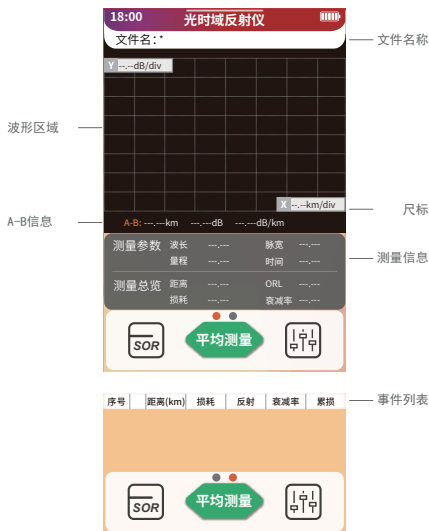 18:00
光时域反射仪
文件名：*
文件名称
Y --.--dB/div
波形区域
X --.--km/div
尺标
A-B信息
A-B: ---.---km ---.---dB ---.---dB/km
测量参数 波长 ---.--- 脉宽 ---.---
量程 ---.--- 时间 ---.---
测量信息
测量总览 距离 ---.--- ORL ---.---
损耗 ---.--- 衰减率 ---.---
SOR
平均测量
序号 距离(km) 损耗 反射 衰减率 累损
事件列表
SOR
平均测量